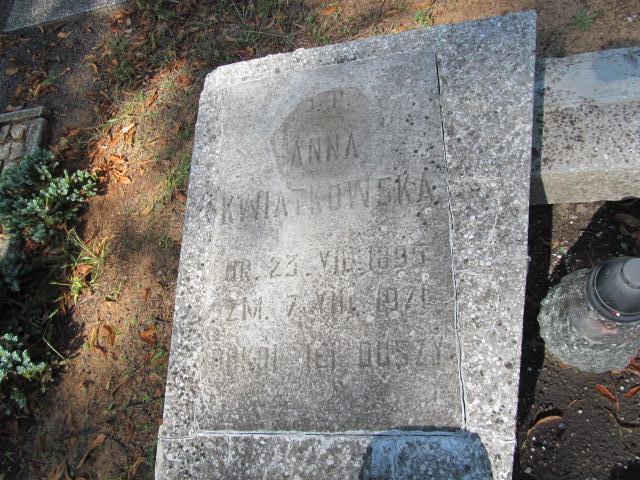 Ś.P.
ANNA
KWIATKOWSKA
UR. 23. VII. 1895
ZM. 7. VIII. 1971
POKÓJ JEJ DUSZY